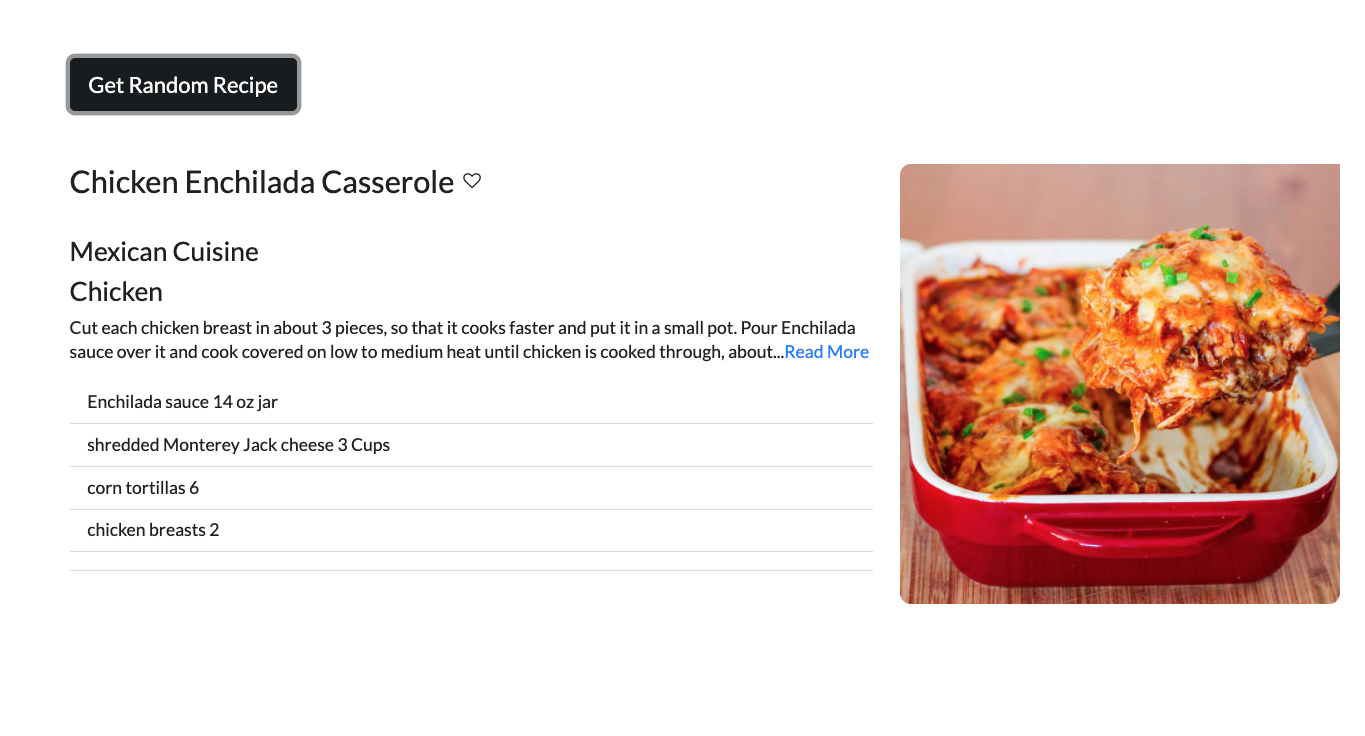 Get Random Recipe
Chicken Enchilada Casserole
Mexican Cuisine
Chicken
Cut each chicken breast in about 3 pieces, so that it cooks faster and put it in a small pot. Pour Enchilada
sauce over it and cook covered on low to medium heat until chicken is cooked through, about...Read More
Enchilada sauce 14 oz jar
shredded Monterey Jack cheese 3 Cups
corn tortillas 6
chicken breasts 2